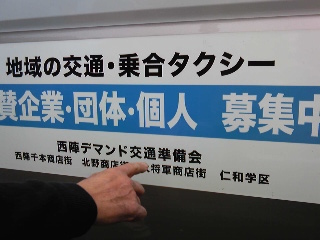 地域の交通・乗合タクシー
賛企業・団体・個人 募集中
西陣デマンド交通準備会
西陣千本商店街 北野商店街 大将軍商店街 仁和学区